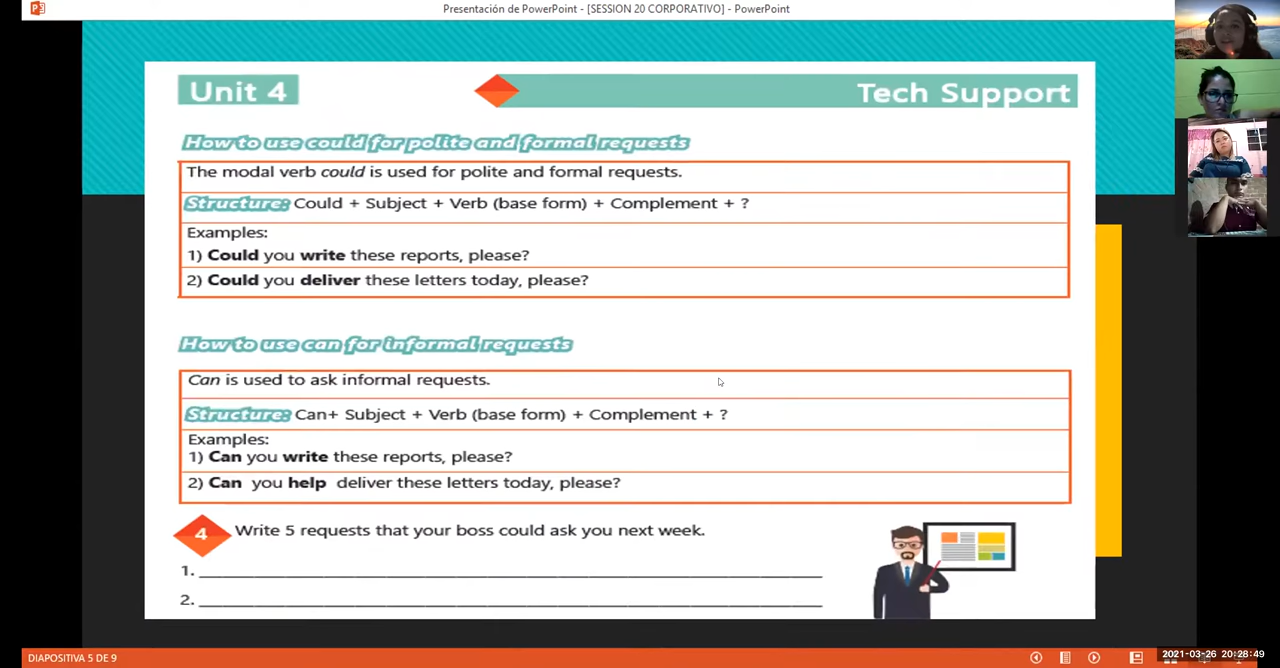 Presentación de PowerPoint - [SESSION 20 CORPORATIVO] - PowerPoint
Unit 4
Tech Support
How to use could for polite and formal requests
The modal verb could is used for polite and formal requests.
Structure: Could + Subject + Verb (base form) + Complement + ?
Examples:
1) Could you write these reports, please?
2) Could you deliver these letters today, please?
How to use can for informal requests
Can is used to ask informal requests.
Structure: Can+ Subject + Verb (base form) + Complement + ?
Examples:
1) Can you write these reports, please?
2) Can you help deliver these letters today, please?
4 Write 5 requests that your boss could ask you next week.
1.
2.
DIAPOSITIVA 5 DE 9
2021-03-26 20:28:49